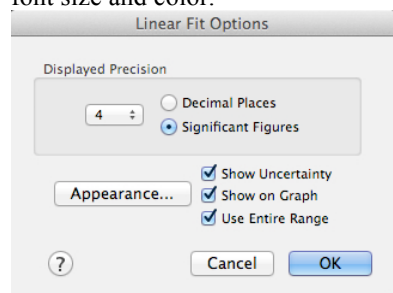 font size and color.
Linear Fit Options
Displayed Precision
4
Decimal Places
Significant Figures
Show Uncertainty
Appearance...
Show on Graph
Use Entire Range
?
Cancel
OK